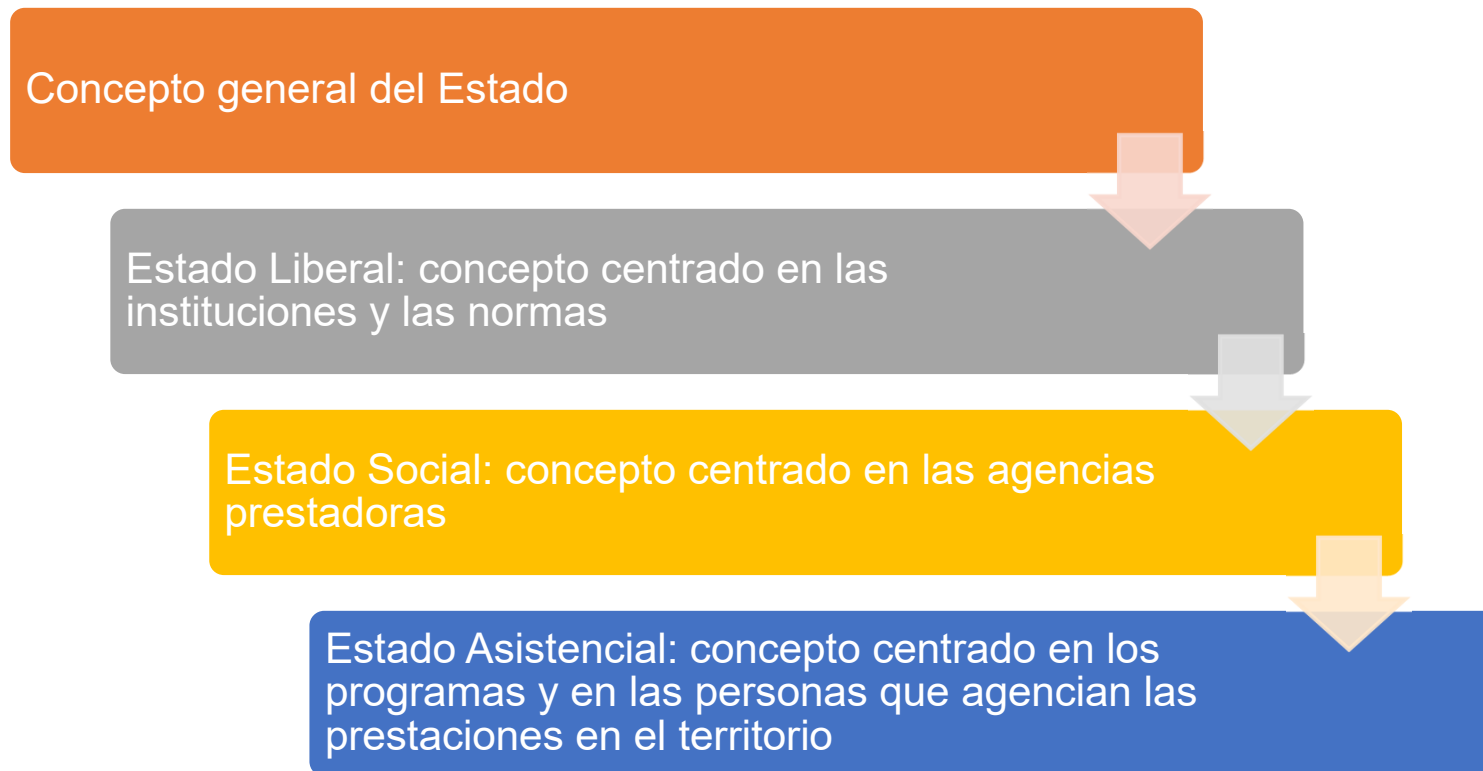 Concepto general del Estado
Estado Liberal: concepto centrado en las
instituciones y las normas
Estado Social: concepto centrado en las agencias
prestadoras
Estado Asistencial: concepto centrado en los
programas y en las personas que agencian las
prestaciones en el territorio